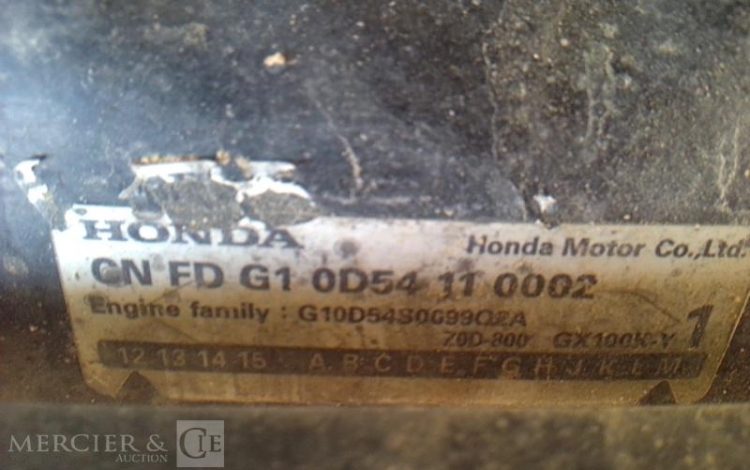 HONDA Honda Motor Co.,Ltd.
CN FD G1 0D54 11 0002
Engine family : G10D54S0699Q2A
Z0D-800 GX100K-Y 1
12 13 14 15 A B C D E F G H J K L M
MERCIER & CIE
AUCTION